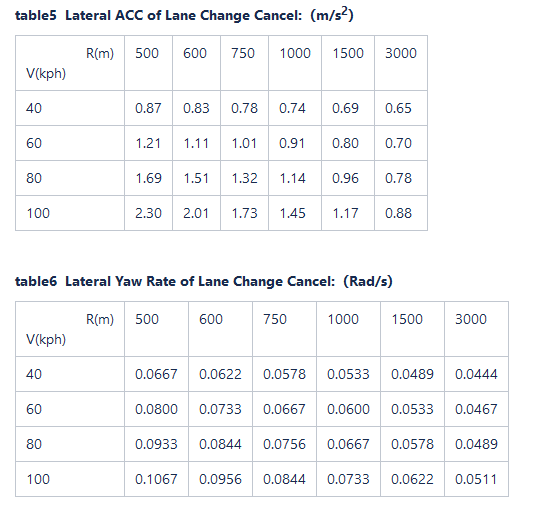 table5 Lateral ACC of Lane Change Cancel: (m/s²)
R(m) 500 600 750 1000 1500 3000
V(kph)
40 0.87 0.83 0.78 0.74 0.69 0.65
60 1.21 1.11 1.01 0.91 0.80 0.70
80 1.69 1.51 1.32 1.14 0.96 0.78
100 2.30 2.01 1.73 1.45 1.17 0.88
table6 Lateral Yaw Rate of Lane Change Cancel: (Rad/s)
R(m) 500 600 750 1000 1500 3000
V(kph)
40 0.0667 0.0622 0.0578 0.0533 0.0489 0.0444
60 0.0800 0.0733 0.0667 0.0600 0.0533 0.0467
80 0.0933 0.0844 0.0756 0.0667 0.0578 0.0489
100 0.1067 0.0956 0.0844 0.0733 0.0622 0.0511